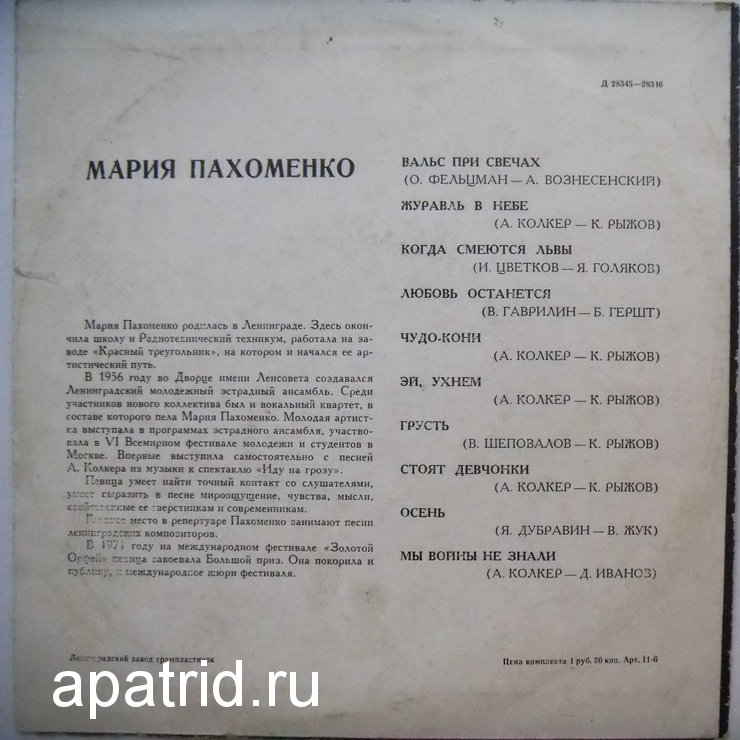 Д 28345—28316
МАРИЯ ПАХОМЕНКО
ВАЛЬС ПРИ СВЕЧАХ
(О. ФЕЛЬЦМАН — А. ВОЗНЕСЕНСКИЙ)
ЖУРАВЛЬ В НЕБЕ
(А. КОЛКЕР — К. РЫЖОВ)
КОГДА СМЕЮТСЯ ЛЬВЫ
(И. ЦВЕТКОВ — Я. ГОЛЯКОВ)
ЛЮБОВЬ ОСТАНЕТСЯ
(В. ГАВРИЛИН — Б. ГЕРШТ)
ЧУДО-КОНИ
(А. КОЛКЕР — К. РЫЖОВ)
ЭЙ, УХНЕМ
(А. КОЛКЕР — К. РЫЖОВ)
ГРУСТЬ
(В. ШЕПОВАЛОВ — К. РЫЖОВ)
СТОЯТ ДЕВЧОНКИ
(А. КОЛКЕР — К. РЫЖОВ)
ОСЕНЬ
(Я. ДУБРАВИН — В. ЖУК)
МЫ ВОЙНЫ НЕ ЗНАЛИ
(А. КОЛКЕР — Д. ИВАНОВ)
Мария Пахоменко родилась в Ленинграде. Здесь окон-
чила школу и Радиотехнический техникум, работала на за-
воде «Красный треугольник», на котором и начался ее ар-
тистический путь.
В 1956 году во Дворце имени Ленсовета создавался
Ленинградский молодежный эстрадный ансамбль. Среди
участников нового коллектива был и вокальный квартет, в
составе которого пела Мария Пахоменко. Молодая артист-
ка выступала в программах эстрадного ансамбля, участво-
вала в VI Всемирном фестивале молодежи и студентов в
Москве. Впервые выступила самостоятельно с песней
А. Колкера из музыки к спектаклю «Иду на грозу».
Певица умеет найти точный контакт со слушателями,
умеет выразить в песне мироощущение, чувства, мысли,
свойственные ее сверстникам и современникам.
Главное место в репертуаре Пахоменко занимают песни
ленинградских композиторов.
В 1971 году на международном фестивале «Золотой
Орфей» певица завоевала Большой приз. Она покорила и
публику, и международное жюри фестиваля.
Ленинградский завод грампластинок
Цена комплекта 1 руб. 50 коп. Арт. 11-6
apatrid.ru